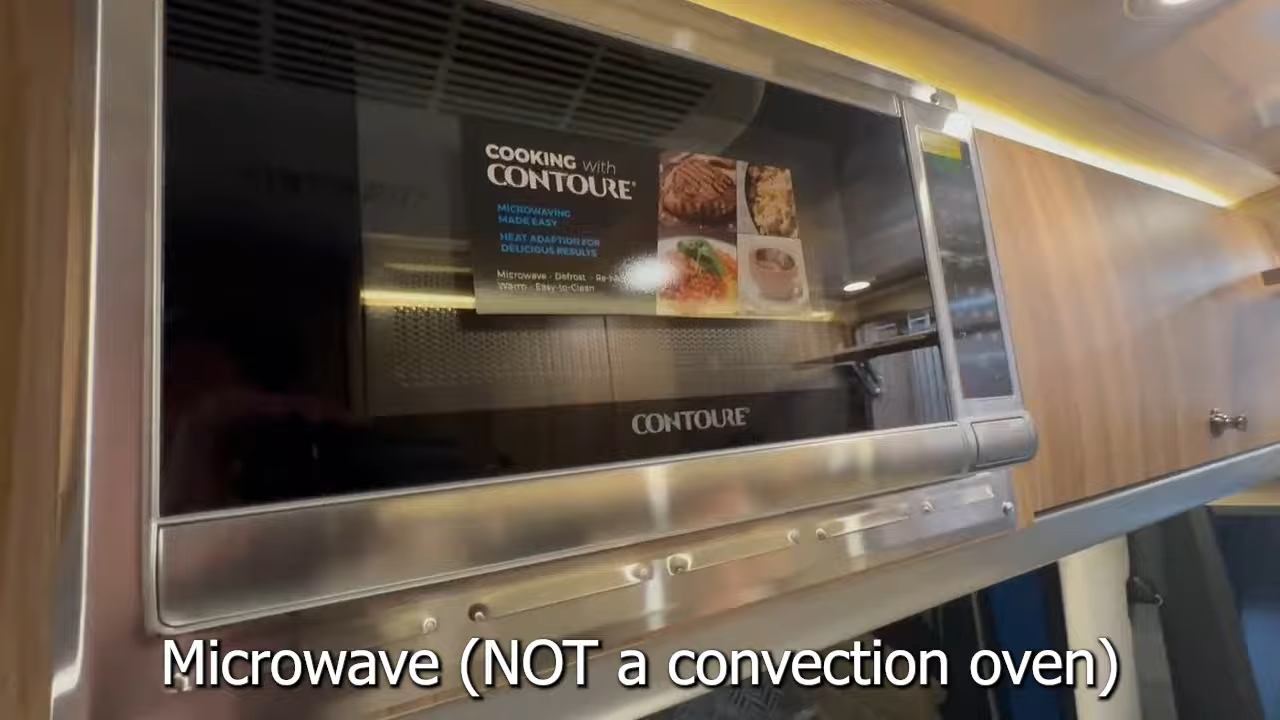 COOKING with
CONTOURE®
MICROWAVING
MADE EASY
HEAT ADAPTION FOR
DELICIOUS RESULTS
Microwave - Defrost -
Warm - Easy-to-Clean
CONTOURE®
Microwave (NOT a convection oven)